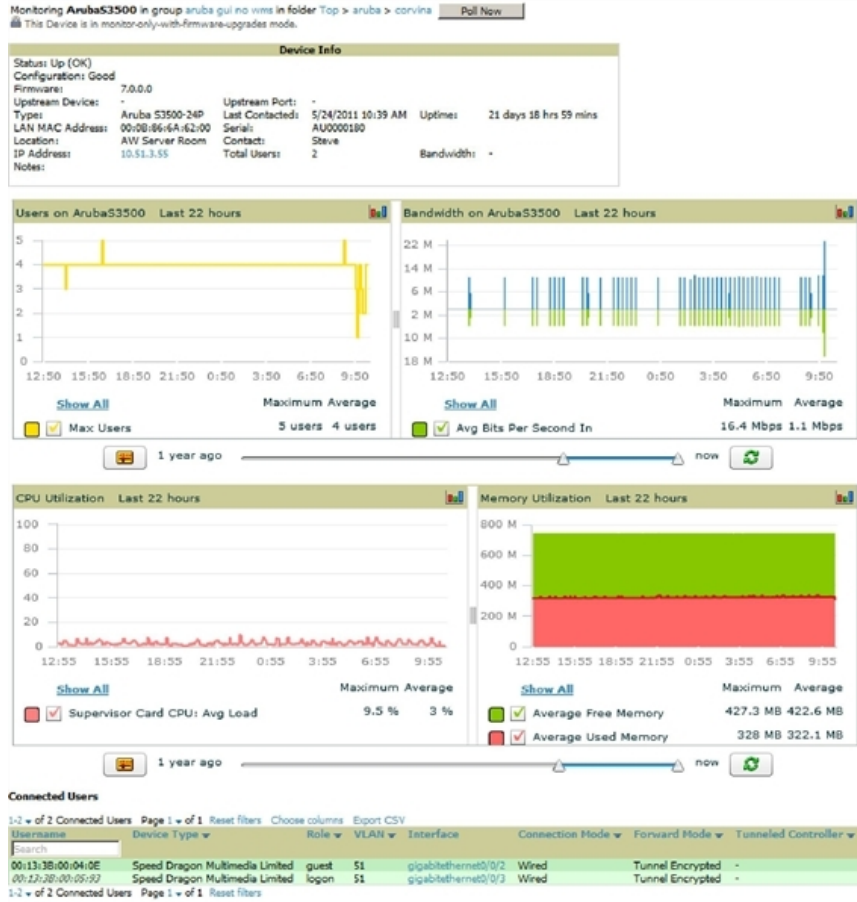 Monitoring ArubaS3500 in group aruba gui no wms in folder Top > aruba > corvina Poll Now
This Device is in monitor-only-with-firmware-upgrades mode.
Device Info
Status: Up (OK)
Configuration: Good
Firmware: 7.0.0.0
Upstream Device: - Upstream Port: -
Type: Aruba S3500-24P Last Contacted: 5/24/2011 10:39 AM Uptime: 21 days 18 hrs 59 mins
LAN MAC Address: 00:0B:86:6A:62:00 Serial: AU0000180
Location: AW Server Room Contact: Steve
IP Address: 10.51.3.55 Total Users: 2 Bandwidth: -
Notes:
Users on ArubaS3500 Last 22 hours
5
4
3
2
1
0
12:50 15:50 18:50 21:50 0:50 3:50 6:50 9:50
Show All Maximum Average
Max Users 5 users 4 users
Bandwidth on ArubaS3500 Last 22 hours
22 M
14 M
6 M
2 M
10 M
18 M
12:50 15:50 18:50 21:50 0:50 3:50 6:50 9:50
Show All Maximum Average
Avg Bits Per Second In 16.4 Mbps 1.1 Mbps
1 year ago now
CPU Utilization Last 22 hours
100
80
60
40
20
0
12:55 15:55 18:55 21:55 0:55 3:55 6:55 9:55
Show All Maximum Average
Supervisor Card CPU: Avg Load 9.5 % 3 %
Memory Utilization Last 22 hours
800 M
600 M
400 M
200 M
0
12:55 15:55 18:55 21:55 0:55 3:55 6:55 9:55
Show All Maximum Average
Average Free Memory 427.3 MB 422.6 MB
Average Used Memory 328 MB 322.1 MB
1 year ago now
Connected Users
1-2 of 2 Connected Users Page 1 of 1 Reset filters Choose columns Export CSV
Username Device Type Role VLAN Interface Connection Mode Forward Mode Tunneled Controller
Search
00:13:3B:00:04:0E Speed Dragon Multimedia Limited guest 51 gigabitethernet0/0/2 Wired Tunnel Encrypted -
00:13:3B:00:05:93 Speed Dragon Multimedia Limited logon 51 gigabitethernet0/0/3 Wired Tunnel Encrypted -
1-2 of 2 Connected Users Page 1 of 1 Reset filters